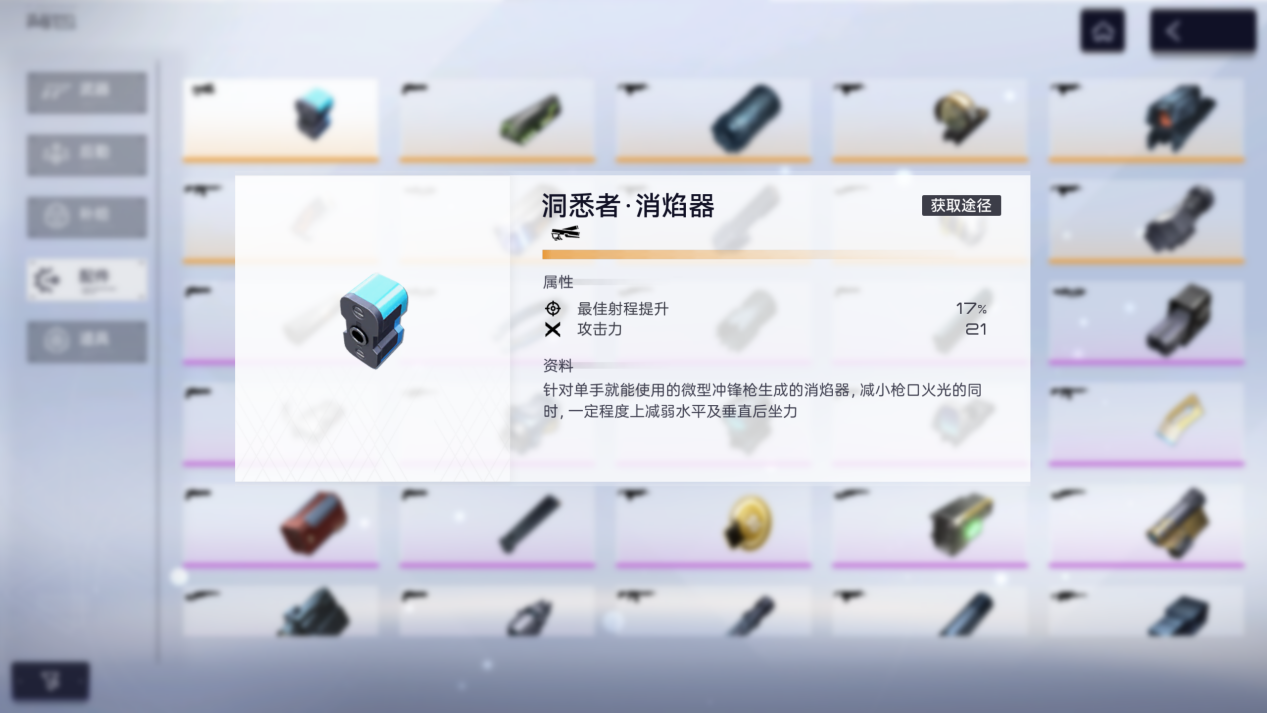 洞悉者·消焰器
获取途径
属性
最佳射程提升 17%
攻击力 21
资料
针对单手就能使用的微型冲锋枪生成的消焰器,减小枪口火光的同
时,一定程度上减弱水平及垂直后坐力
配件